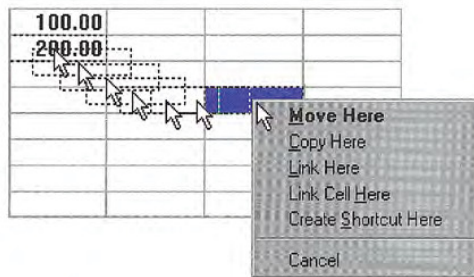 100.00
200.00
Move Here
Copy Here
Link Here
Link Cell Here
Create Shortcut Here
Cancel